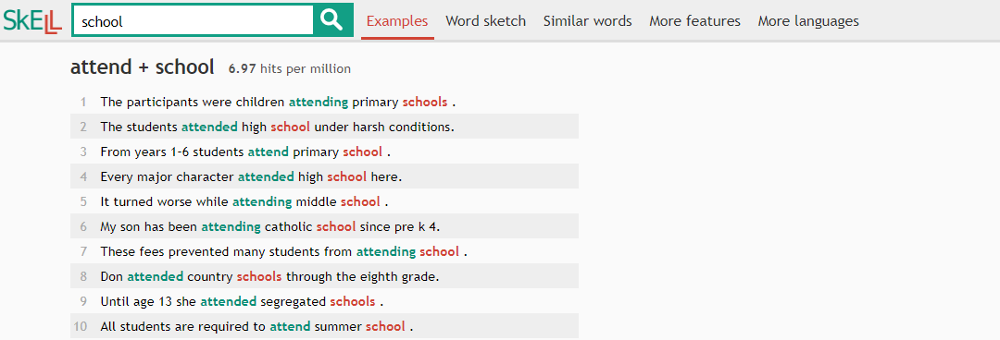 SkELL school Examples Word sketch Similar words More features More languages
attend + school 6.97 hits per million
1 The participants were children attending primary schools .
2 The students attended high school under harsh conditions.
3 From years 1-6 students attend primary school .
4 Every major character attended high school here.
5 It turned worse while attending middle school .
6 My son has been attending catholic school since pre k 4.
7 These fees prevented many students from attending school .
8 Don attended country schools through the eighth grade.
9 Until age 13 she attended segregated schools .
10 All students are required to attend summer school .